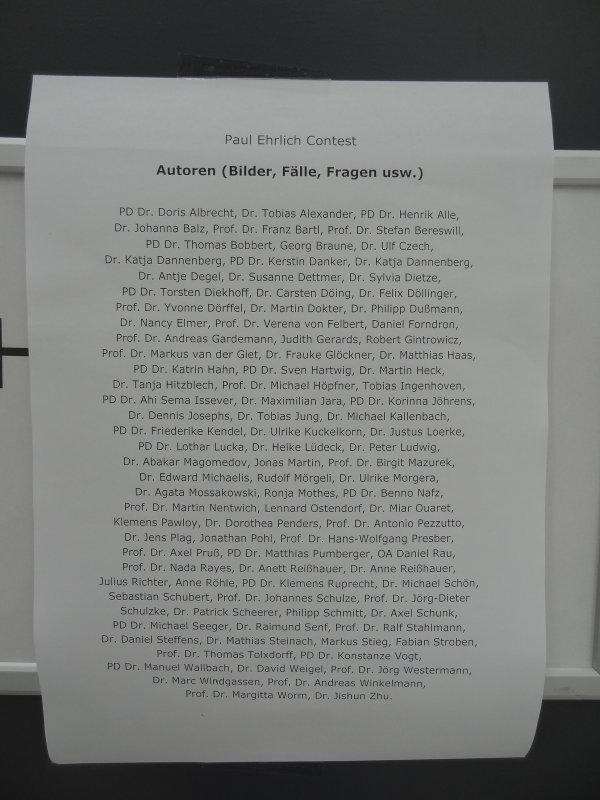 Paul Ehrlich Contest
Autoren (Bilder, Fälle, Fragen usw.)
PD Dr. Doris Albrecht, Dr. Tobias Alexander, PD Dr. Henrik Alle,
Dr. Johanna Balz, Prof. Dr. Franz Bartl, Prof. Dr. Stefan Bereswill,
PD Dr. Thomas Bobbert, Georg Braune, Dr. Ulf Czech,
Dr. Katja Dannenberg, PD Dr. Kerstin Danker, Dr. Katja Dannenberg,
Dr. Antje Degel, Dr. Susanne Dettmer, Dr. Sylvia Dietze,
PD Dr. Torsten Diekhoff, Dr. Carsten Döing, Dr. Felix Döllinger,
Prof. Dr. Yvonne Dörffel, Dr. Martin Dokter, Dr. Philipp Dußmann,
Dr. Nancy Elmer, Prof. Dr. Verena von Felbert, Daniel Forndron,
Prof. Dr. Andreas Gardemann, Judith Gerards, Robert Gintrowicz,
Prof. Dr. Markus van der Giet, Dr. Frauke Glöckner, Dr. Matthias Haas,
PD Dr. Katrin Hahn, PD Dr. Sven Hartwig, Dr. Martin Heck,
Dr. Tanja Hitzblech, Prof. Dr. Michael Höpfner, Tobias Ingenhoven,
PD Dr. Ahi Sema Issever, Dr. Maximilian Jara, PD Dr. Korinna Jöhrens,
Dr. Dennis Josephs, Dr. Tobias Jung, Dr. Michael Kallenbach,
PD Dr. Friederike Kendel, Dr. Ulrike Kuckelkorn, Dr. Justus Loerke,
PD Dr. Lothar Lucka, Dr. Heike Lüdeck, Dr. Peter Ludwig,
Dr. Abakar Magomedov, Jonas Martin, Prof. Dr. Birgit Mazurek,
Dr. Edward Michaelis, Rudolf Mörgeli, Dr. Ulrike Morgera,
Dr. Agata Mossakowski, Ronja Mothes, PD Dr. Benno Nafz,
Prof. Dr. Martin Nentwich, Lennard Ostendorf, Dr. Miar Ouaret,
Klemens Pawloy, Dr. Dorothea Penders, Prof. Dr. Antonio Pezzutto,
Dr. Jens Plag, Jonathan Pohl, Prof. Dr. Hans-Wolfgang Presber,
Prof. Dr. Axel Pruß, PD Dr. Matthias Pumberger, OA Daniel Rau,
Prof. Dr. Nada Rayes, Dr. Anett Reißhauer, Dr. Anne Reißhauer,
Julius Richter, Anne Röhle, PD Dr. Klemens Ruprecht, Dr. Michael Schön,
Sebastian Schubert, Prof. Dr. Johannes Schulze, Prof. Dr. Jörg-Dieter
Schulzke, Dr. Patrick Scheerer, Philipp Schmitt, Dr. Axel Schunk,
PD Dr. Michael Seeger, Dr. Raimund Senf, Prof. Dr. Ralf Stahlmann,
Dr. Daniel Steffens, Dr. Mathias Steinach, Markus Stieg, Fabian Stroben,
Prof. Dr. Thomas Tolxdorff, PD Dr. Konstanze Vogt,
PD Dr. Manuel Wallbach, Dr. David Weigel, Prof. Dr. Jörg Westermann,
Dr. Marc Windgassen, Prof. Dr. Andreas Winkelmann,
Prof. Dr. Margitta Worm, Dr. Jishun Zhu.